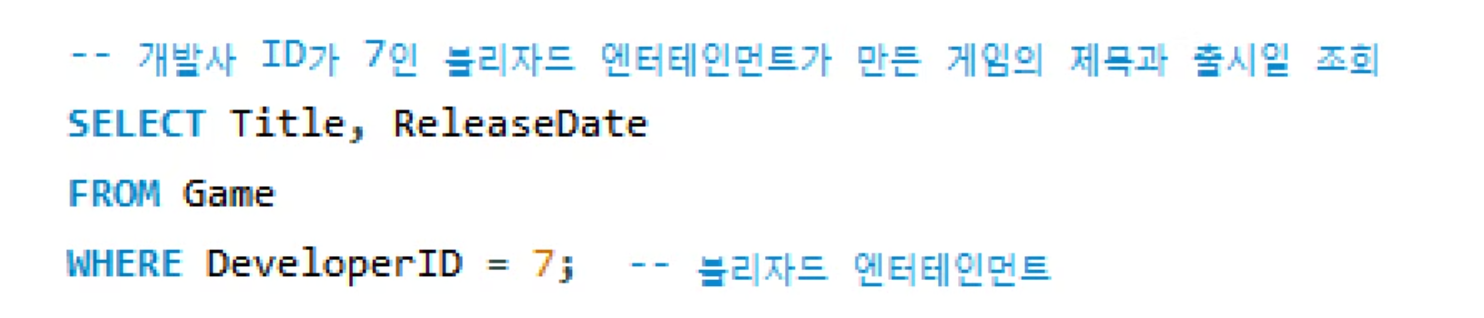 -- 개발사 ID가 7인 블리자드 엔터테인먼트가 만든 게임의 제목과 출시일 조회
SELECT Title, ReleaseDate
FROM Game
WHERE DeveloperID = 7;  -- 블리자드 엔터테인먼트